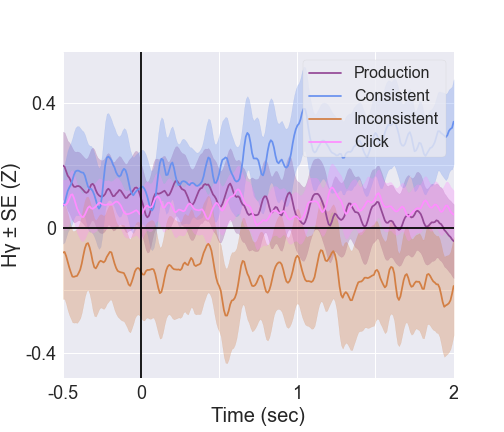 Production
Consistent
Inconsistent
Click
0.4
0
-0.4
Hγ ± SE (Z)
-0.5
0
1
2
Time (sec)